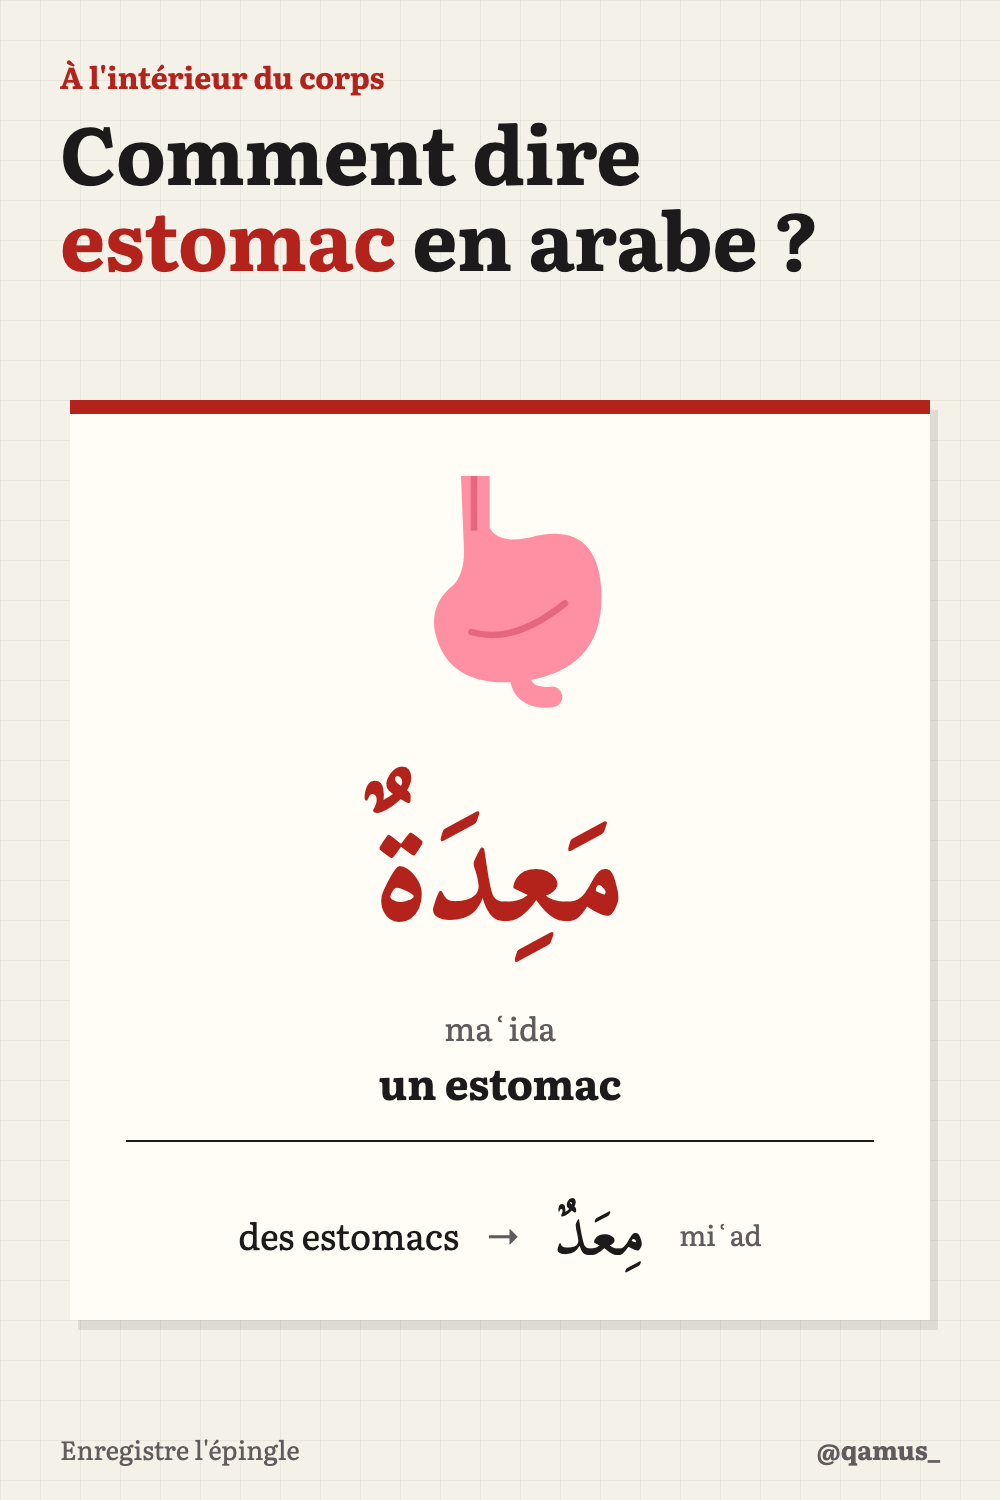 À l'intérieur du corps
Comment dire
estomac en arabe ?
مَعِدَةٌ
maʿida
un estomac
des estomacs → مِعَدٌ miʿad
Enregistre l'épingle
@qamus_